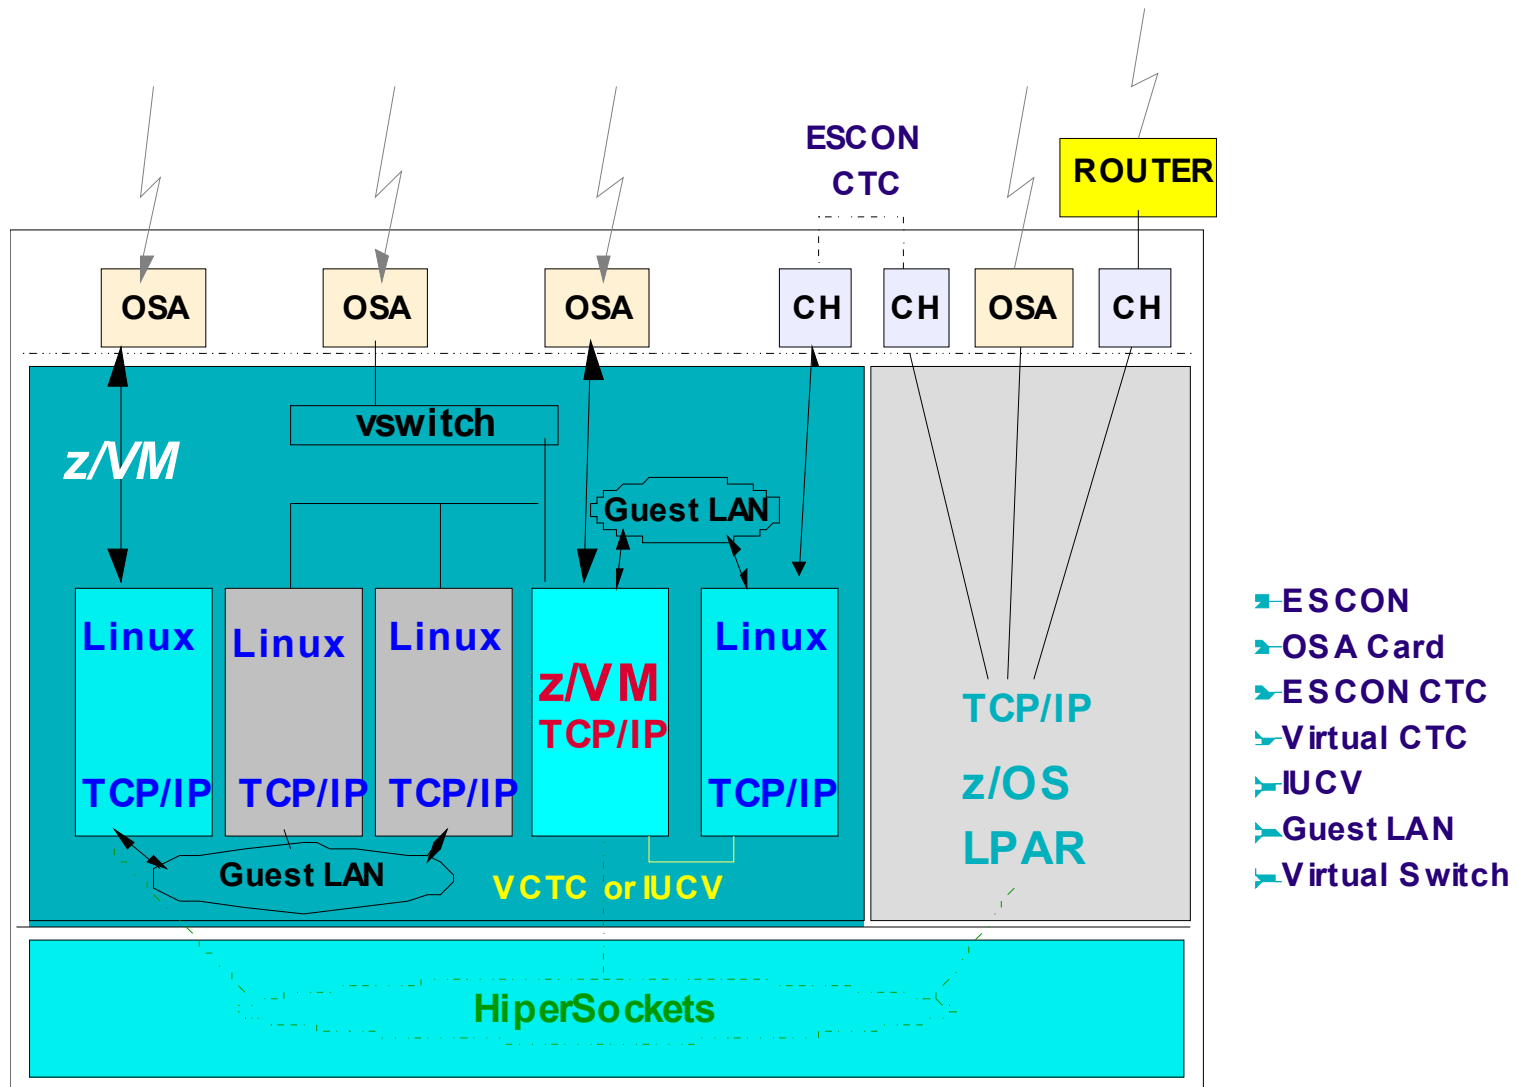 ESCON
CTC
ROUTER
OSA
OSA
OSA
CH
CH
OSA
CH
vswitch
z/VM
Guest LAN
Linux
Linux
Linux
z/VM
TCP/IP
Linux
TCP/IP
TCP/IP
TCP/IP
TCP/IP
TCP/IP
z/OS
LPAR
Guest LAN
VCTC or IUCV
HiperSockets
ESCON
OSA Card
ESCON CTC
Virtual CTC
IUCV
Guest LAN
Virtual Switch